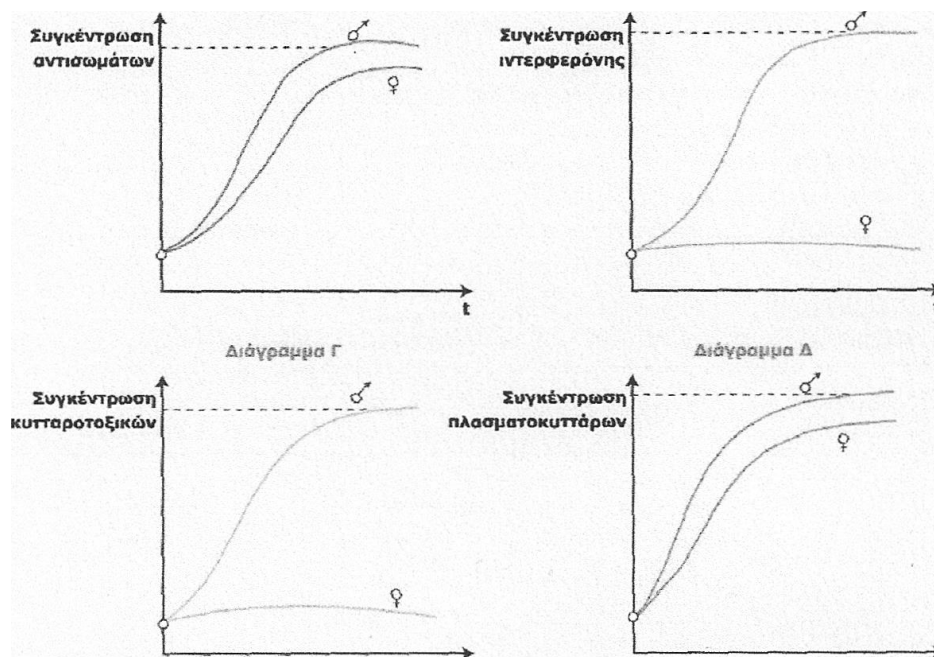 Συγκέντρωση
αντισωμάτων
♂
♀
t
Συγκέντρωση
ιντερφερόνης
♂
♀
Διάγραμμα Γ
Συγκέντρωση
κυτταροτοξικών
♂
♀
Διάγραμμα Δ
Συγκέντρωση
πλασματοκυττάρων
♂
♀